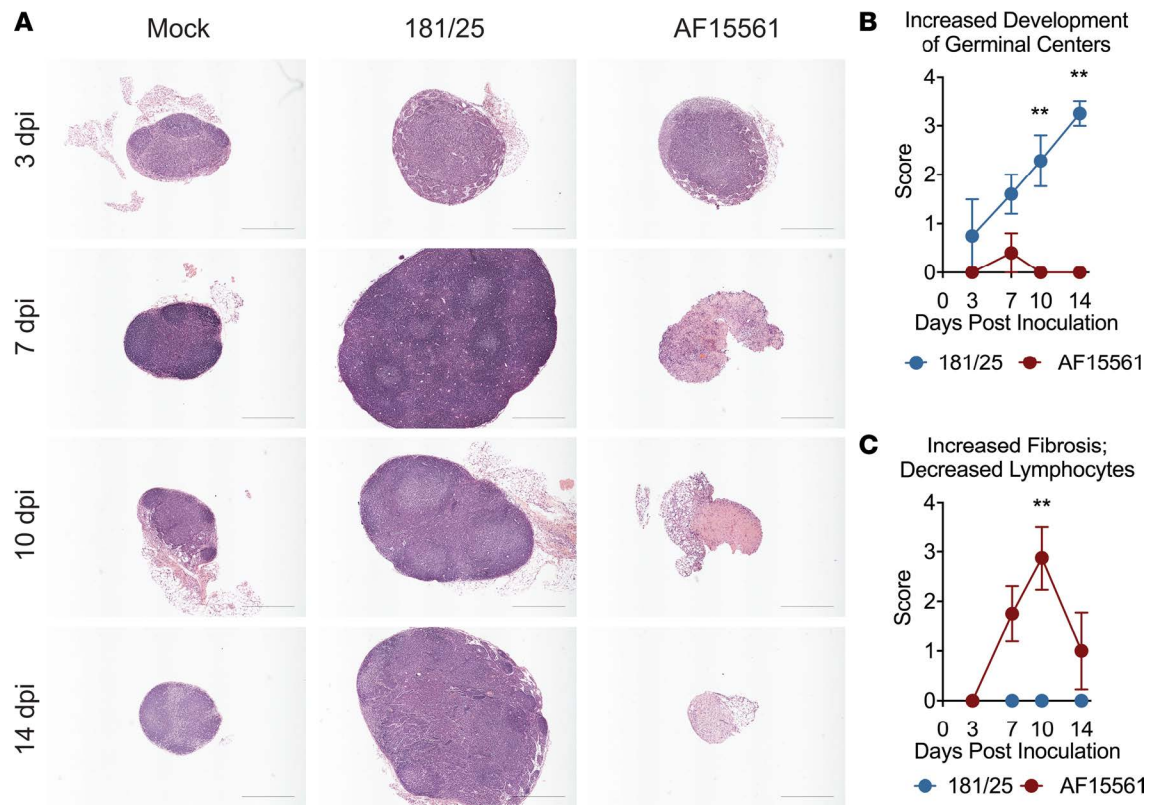 A
Mock
181/25
AF15561
3 dpi
7 dpi
10 dpi
14 dpi
B
Increased Development
of Germinal Centers
Score
4
3
2
1
0
**
**
0 3 7 10 14
Days Post Inoculation
181/25 AF15561
C
Increased Fibrosis;
Decreased Lymphocytes
Score
4
3
2
1
0
**
0 3 7 10 14
Days Post Inoculation
181/25 AF15561